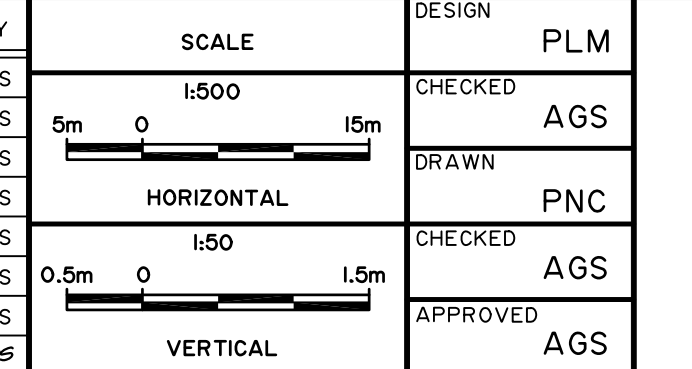 Y
S
S
S
S
S
S
S
S
SCALE
1:500
5m 0 15m
HORIZONTAL
1:50
0.5m 0 1.5m
VERTICAL
DESIGN
PLM
CHECKED
AGS
DRAWN
PNC
CHECKED
AGS
APPROVED
AGS